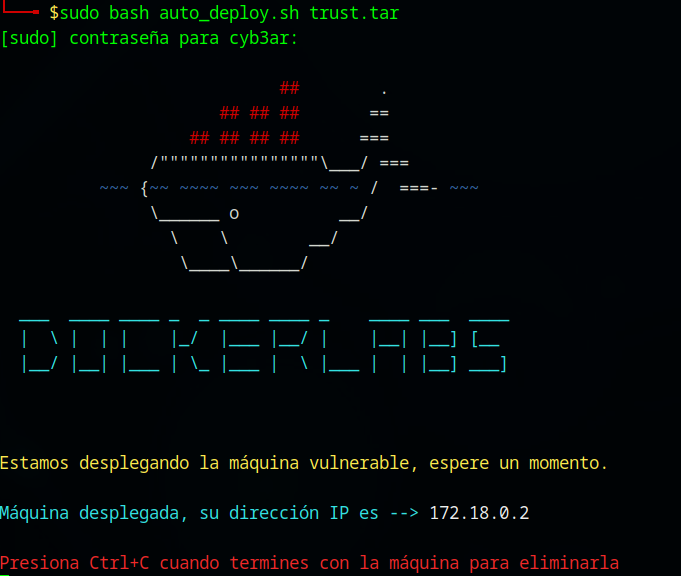 $sudo bash auto_deploy.sh trust.tar
[sudo] contraseña para cyb3ar:
                            ##        .
                      ## ## ##       ==
                   ## ## ## ##      ===
               /""""""""""""""""\___/ ===
          ~~~ {~~ ~~~~ ~~~ ~~~~ ~~ ~ /  ===- ~~~
               \______ o          __/
                 \    \        __/
                  \____\______/
DOCKERLABS
Estamos desplegando la máquina vulnerable, espere un momento.
Máquina desplegada, su dirección IP es --> 172.18.0.2
Presiona Ctrl+C cuando termines con la máquina para eliminarla